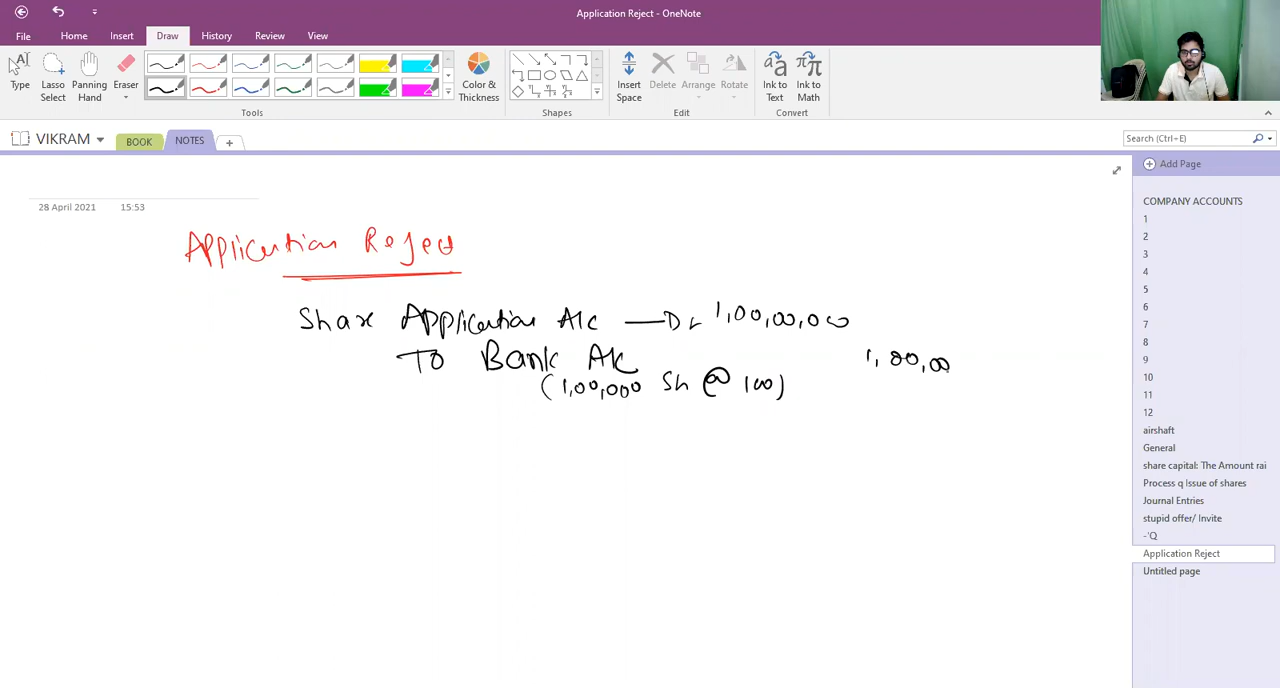 Application Reject - OneNote
File Home Insert Draw History Review View
Type Lasso Select Panning Hand Eraser Color & Thickness Insert Space Delete Arrange Rotate Ink to Text Ink to Math
Tools Shapes Edit Convert
VIKRAM BOOK NOTES + Search (Ctrl+E)
Add Page
28 April 2021 15:53
Application Reject
Share Application A/c — Dr 1,00,00,000
To Bank A/c 1,00,00
(1,00,000 Sh @ 100)
COMPANY ACCOUNTS
1
2
3
4
5
6
7
8
9
10
11
12
airshaft
General
share capital: The Amount rai
Process q Issue of shares
Journal Entries
stupid offer/ Invite
-'Q
Application Reject
Untitled page